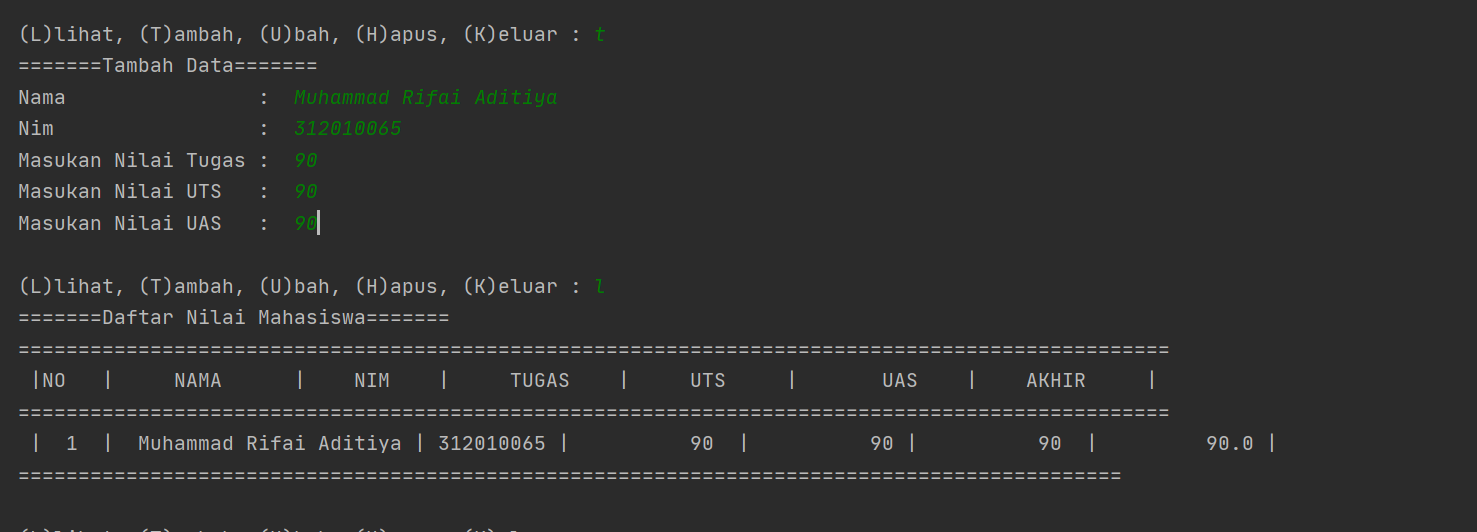 (L)lihat, (T)ambah, (U)bah, (H)apus, (K)eluar : t
=======Tambah Data=======
Nama                :  Muhammad Rifai Aditiya
Nim                 :  312010065
Masukan Nilai Tugas :  90
Masukan Nilai UTS   :  90
Masukan Nilai UAS   :  90

(L)lihat, (T)ambah, (U)bah, (H)apus, (K)eluar : l
=======Daftar Nilai Mahasiswa=======
================================================================================================
 |NO   |     NAMA      |    NIM    |     TUGAS    |     UTS     |       UAS    |    AKHIR     |
================================================================================================
 |  1  |  Muhammad Rifai Aditiya | 312010065 |          90  |          90 |          90  |         90.0 |
============================================================================================